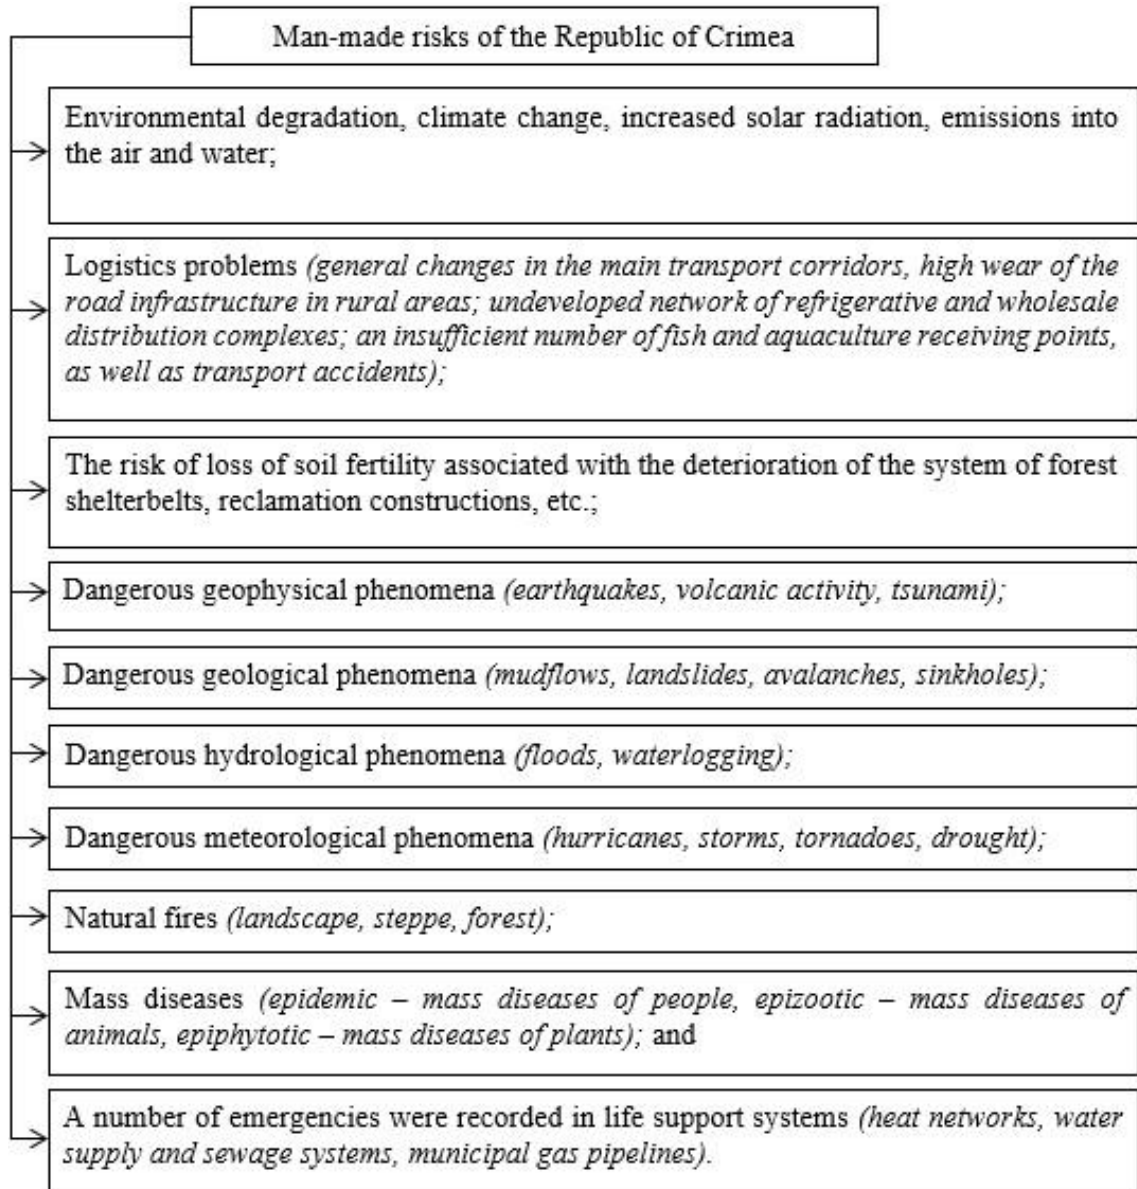 Man-made risks of the Republic of Crimea
Environmental degradation, climate change, increased solar radiation, emissions into
the air and water;
Logistics problems (general changes in the main transport corridors, high wear of the
road infrastructure in rural areas; undeveloped network of refrigerative and wholesale
distribution complexes; an insufficient number of fish and aquaculture receiving points,
as well as transport accidents);
The risk of loss of soil fertility associated with the deterioration of the system of forest
shelterbelts, reclamation constructions, etc.;
Dangerous geophysical phenomena (earthquakes, volcanic activity, tsunami);
Dangerous geological phenomena (mudflows, landslides, avalanches, sinkholes);
Dangerous hydrological phenomena (floods, waterlogging);
Dangerous meteorological phenomena (hurricanes, storms, tornadoes, drought);
Natural fires (landscape, steppe, forest);
Mass diseases (epidemic – mass diseases of people, epizootic – mass diseases of
animals, epiphytotic – mass diseases of plants); and
A number of emergencies were recorded in life support systems (heat networks, water
supply and sewage systems, municipal gas pipelines).